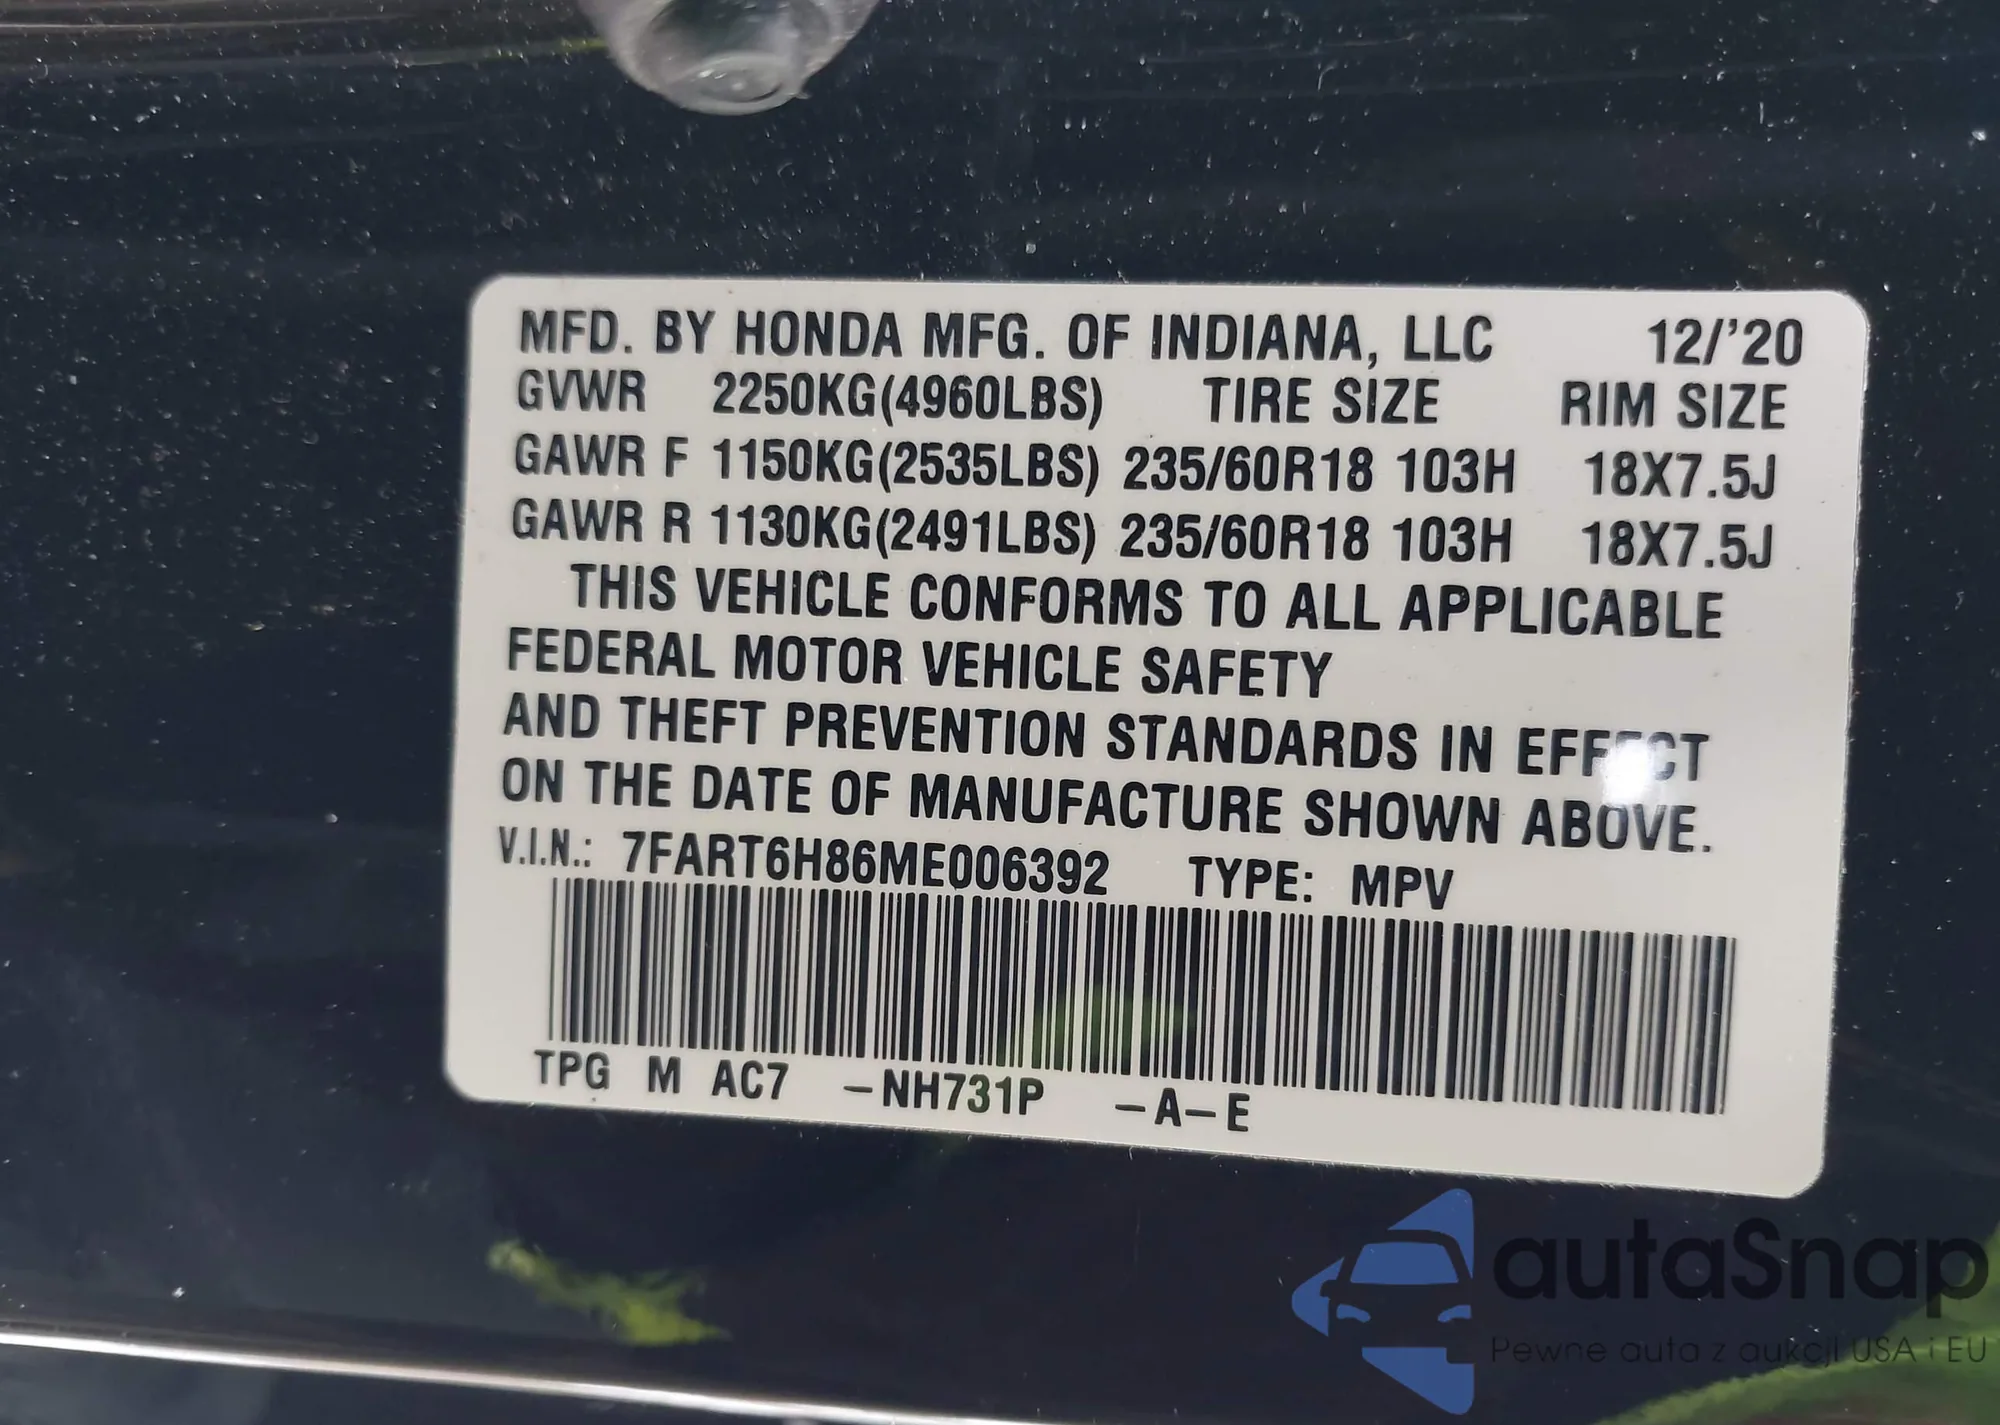 MFD. BY HONDA MFG. OF INDIANA, LLC 12/'20
GVWR 2250KG(4960LBS) TIRE SIZE RIM SIZE
GAWR F 1150KG(2535LBS) 235/60R18 103H 18X7.5J
GAWR R 1130KG(2491LBS) 235/60R18 103H 18X7.5J
THIS VEHICLE CONFORMS TO ALL APPLICABLE
FEDERAL MOTOR VEHICLE SAFETY
AND THEFT PREVENTION STANDARDS IN EFFECT
ON THE DATE OF MANUFACTURE SHOWN ABOVE.
V.I.N.: 7FART6H86ME006392 TYPE: MPV
TPG M AC7 -NH731P -A-E
autaSnap
Pewne auta z aukcji USA i EU